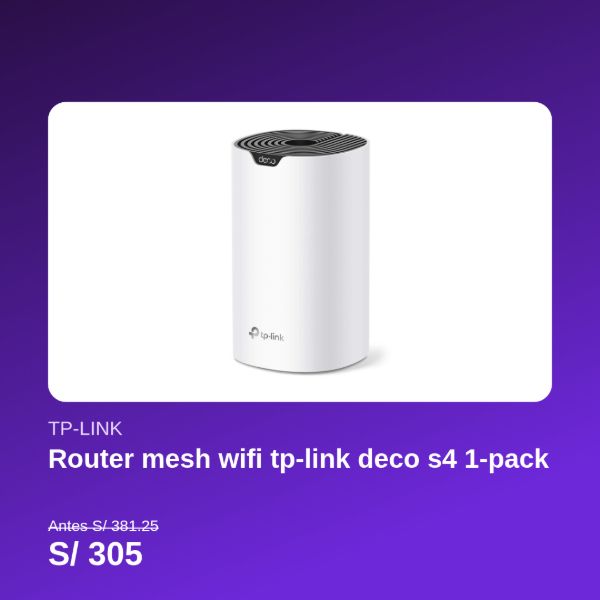 deco
tp-link
TP-LINK
Router mesh wifi tp-link deco s4 1-pack
Antes S/ 381.25
S/ 305